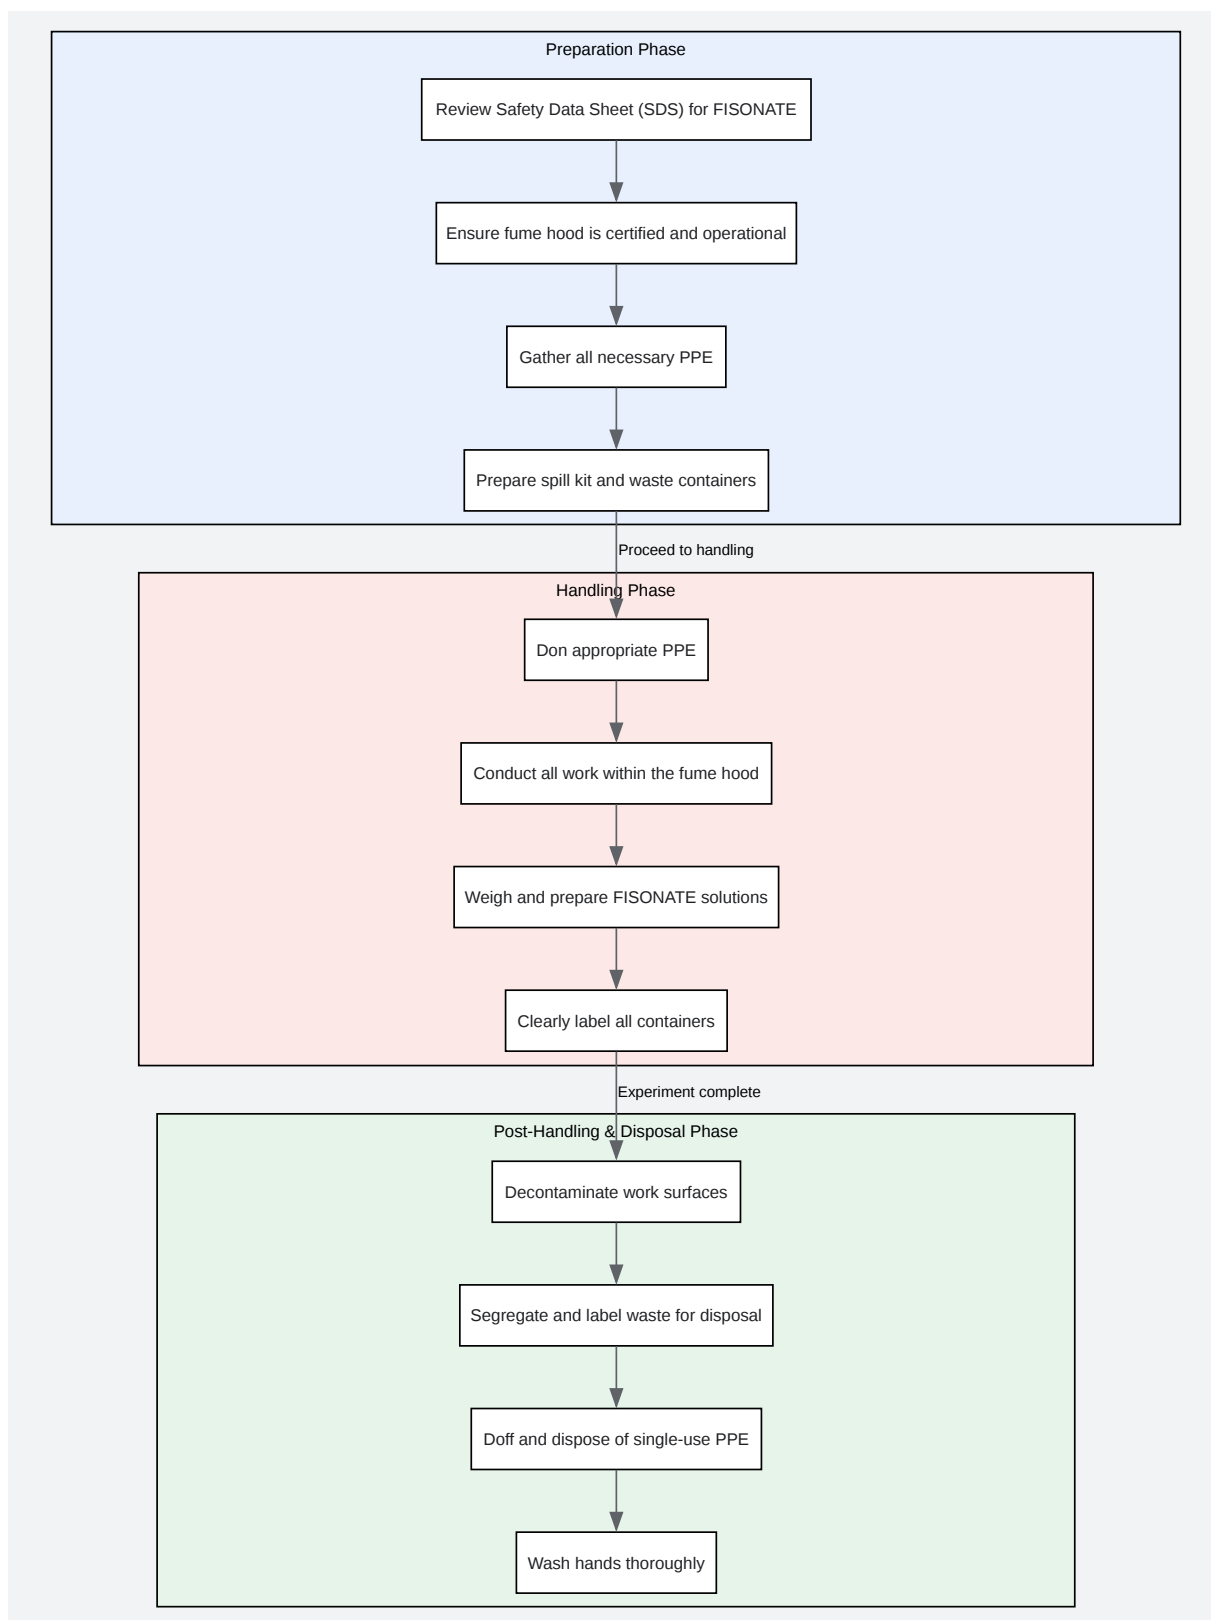 Preparation Phase
Review Safety Data Sheet (SDS) for FISONATE
Ensure fume hood is certified and operational
Gather all necessary PPE
Prepare spill kit and waste containers
Proceed to handling
Handling Phase
Don appropriate PPE
Conduct all work within the fume hood
Weigh and prepare FISONATE solutions
Clearly label all containers
Experiment complete
Post-Handling & Disposal Phase
Decontaminate work surfaces
Segregate and label waste for disposal
Doff and dispose of single-use PPE
Wash hands thoroughly